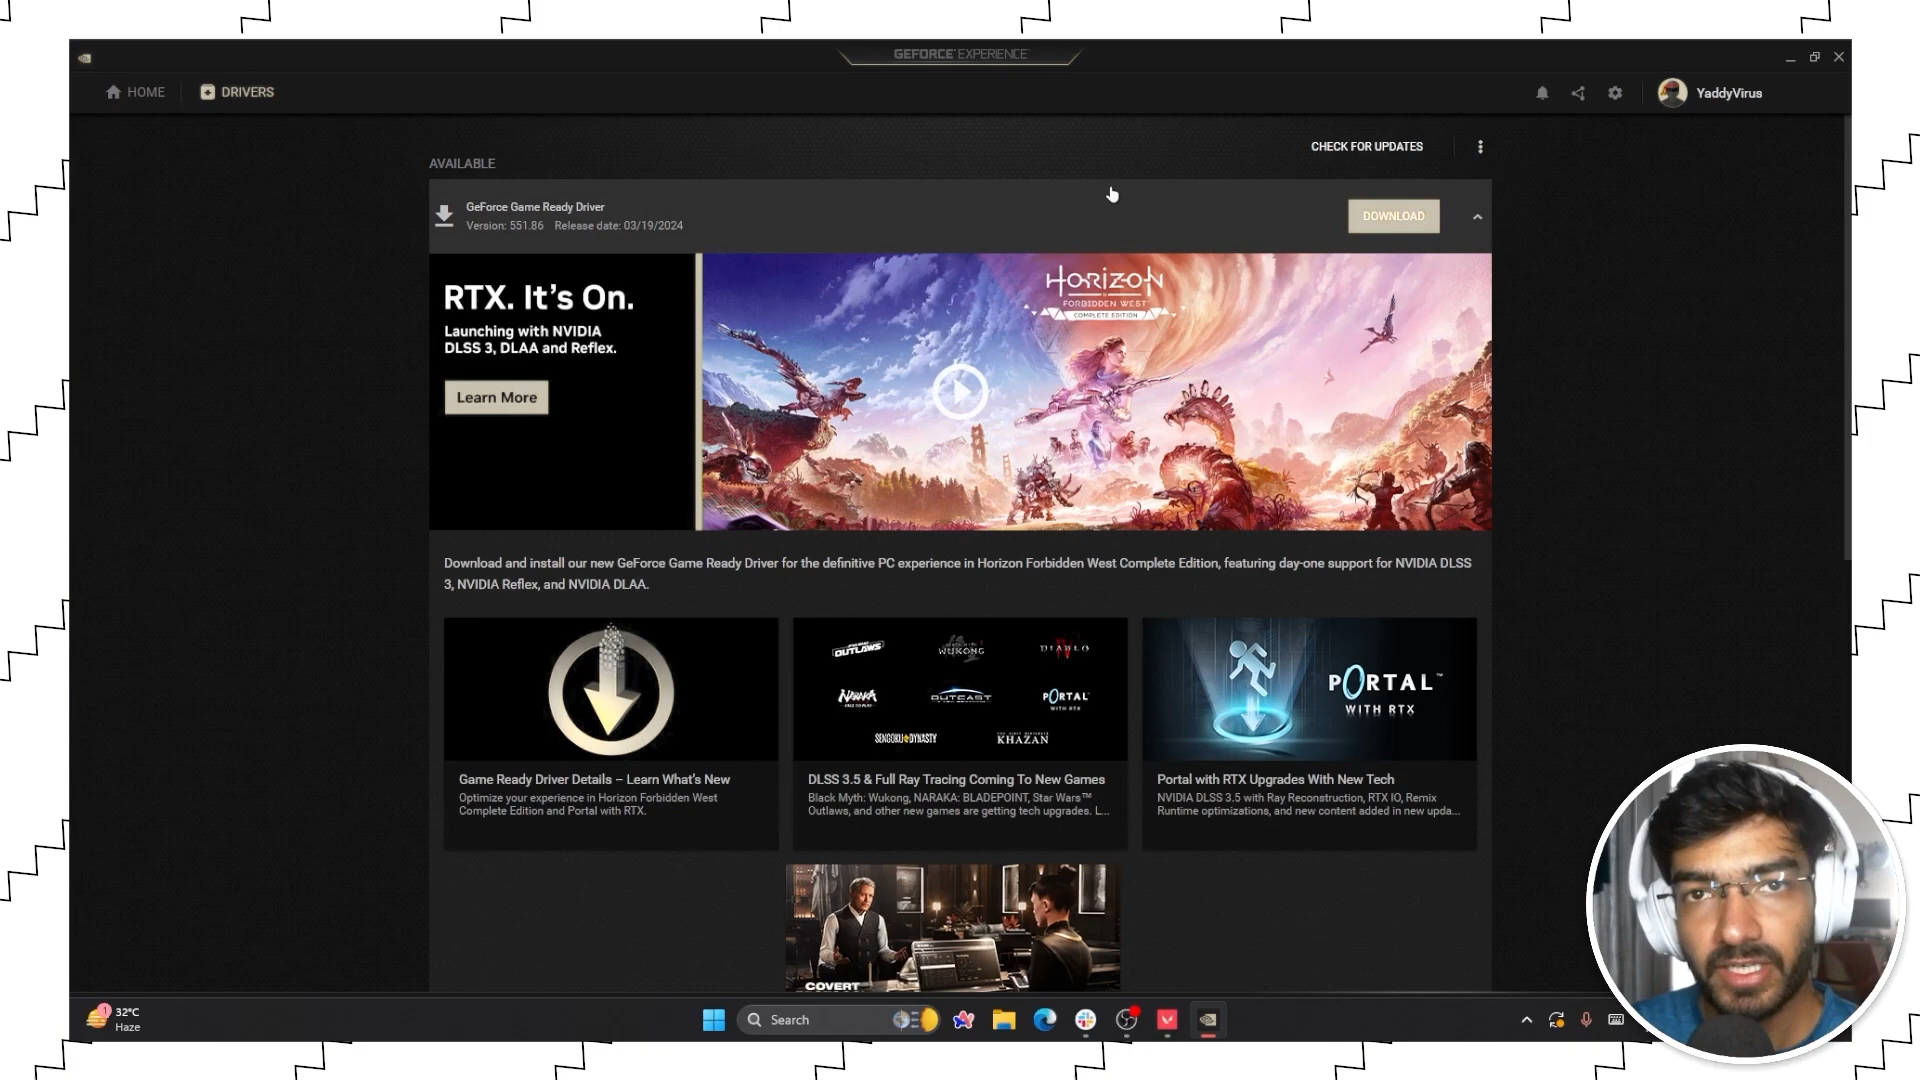 GEFORCE EXPERIENCE
HOME
DRIVERS
YaddyVirus
CHECK FOR UPDATES
AVAILABLE
GeForce Game Ready Driver
Version: 551.86 Release date: 03/19/2024
DOWNLOAD
RTX. It's On.
Launching with NVIDIA
DLSS 3, DLAA and Reflex.
Learn More
HORIZON
FORBIDDEN WEST
COMPLETE EDITION
Download and install our new GeForce Game Ready Driver for the definitive PC experience in Horizon Forbidden West Complete Edition, featuring day-one support for NVIDIA DLSS
3, NVIDIA Reflex, and NVIDIA DLAA.
OUTLAWS
WUKONG
DIABLO
NARAKA
OUTCAST
PORTAL
WITH RTX
SENGOKU DYNASTY
KHAZAN
PORTAL™
WITH RTX
Game Ready Driver Details – Learn What's New
Optimize your experience in Horizon Forbidden West
Complete Edition and Portal with RTX.
DLSS 3.5 & Full Ray Tracing Coming To New Games
Black Myth: Wukong, NARAKA: BLADEPOINT, Star Wars™
Outlaws, and other new games are getting tech upgrades. L...
Portal with RTX Upgrades With New Tech
NVIDIA DLSS 3.5 with Ray Reconstruction, RTX IO, Remix
Runtime optimizations, and new content added in new upda...
COVERT
1
32°C
Haze
Search